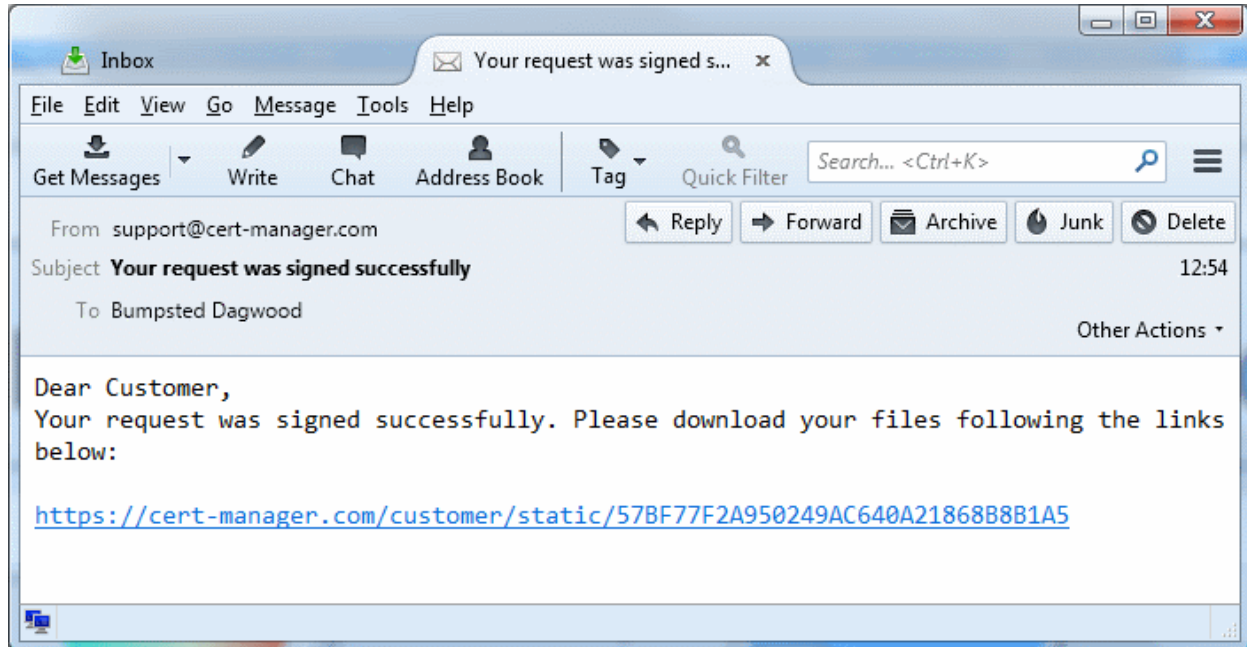 Inbox
Your request was signed s...
File Edit View Go Message Tools Help
Get Messages Write Chat Address Book Tag Quick Filter Search... <Ctrl+K>
From support@cert-manager.com Reply Forward Archive Junk Delete
Subject Your request was signed successfully 12:54
To Bumpsted Dagwood
Other Actions
Dear Customer,
Your request was signed successfully. Please download your files following the links
below:
https://cert-manager.com/customer/static/57BF77F2A950249AC640A21868B8B1A5